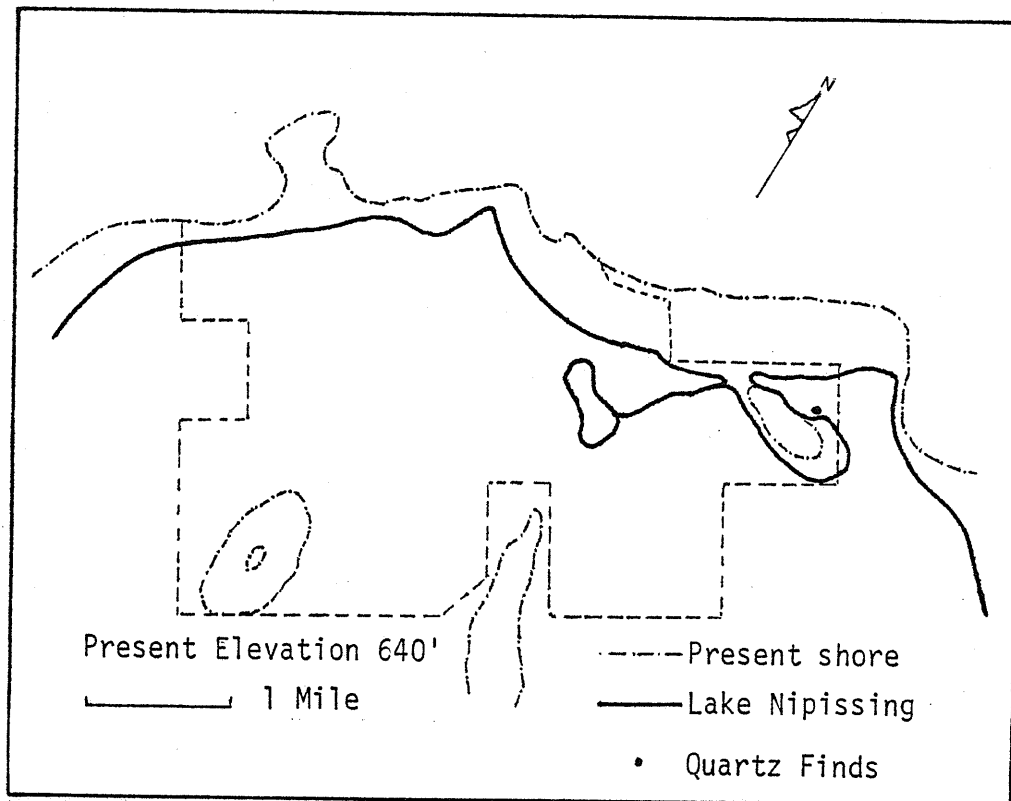 N
Present Elevation 640'
1 Mile
Present shore
Lake Nipissing
Quartz Finds